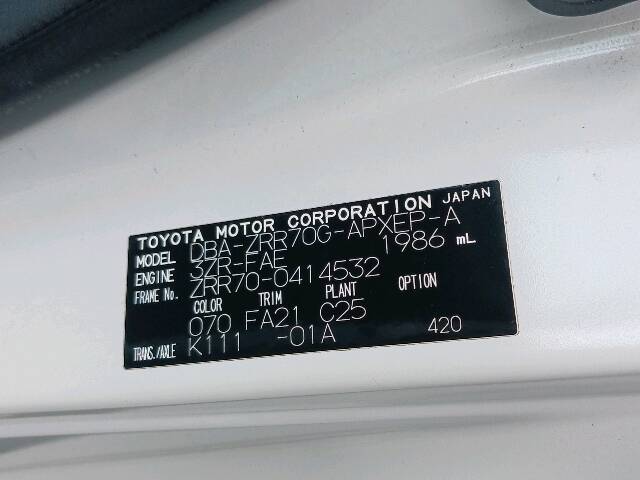 TOYOTA MOTOR CORPORATION JAPAN
MODEL DBA-ZRR70G-APXEP-A
ENGINE 3ZR-FAE 1986 mL
FRAME No. ZRR70-0414532
COLOR TRIM PLANT OPTION
070 FA21 C25
TRANS./AXLE K111 -01A 420